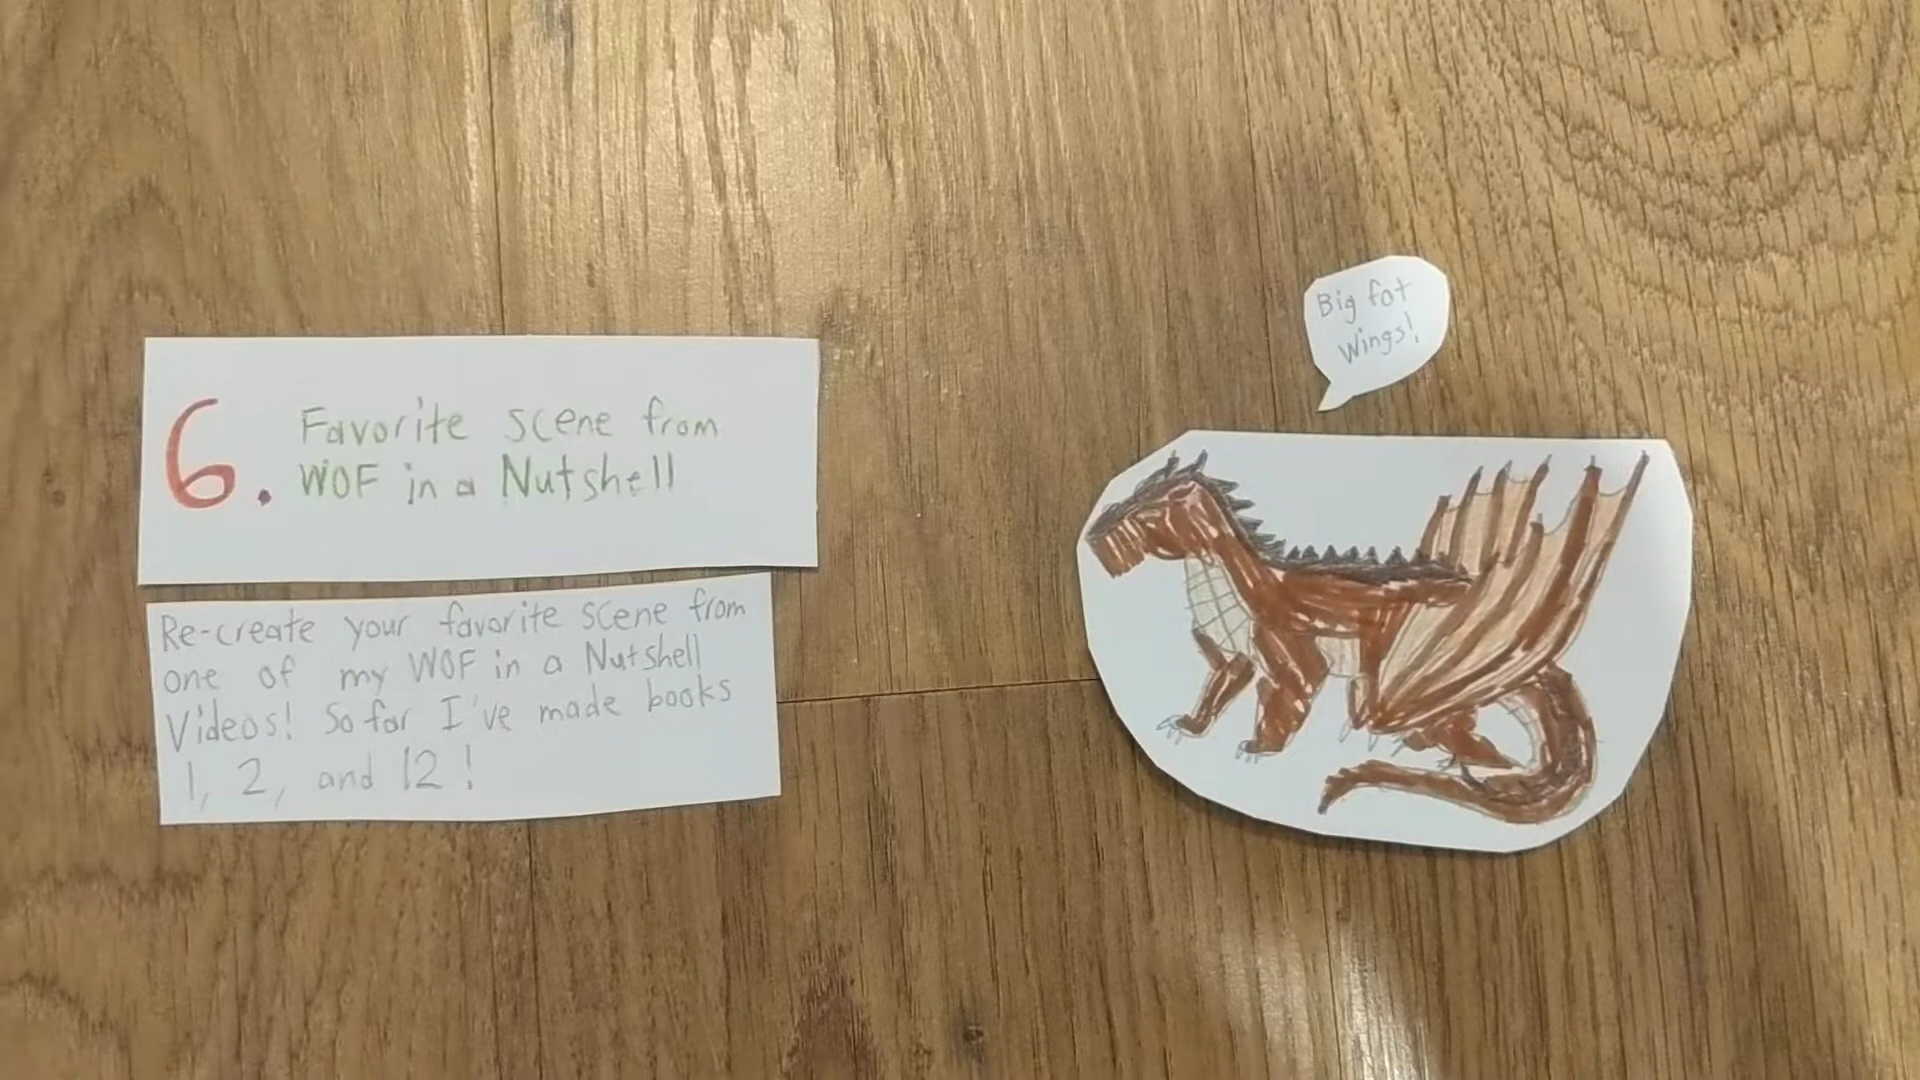 6. Favorite scene from
WOF in a Nutshell
Re-create your favorite scene from
one of my WOF in a Nutshell
Videos! So far I've made books
1, 2, and 12!
Big fat
Wings!